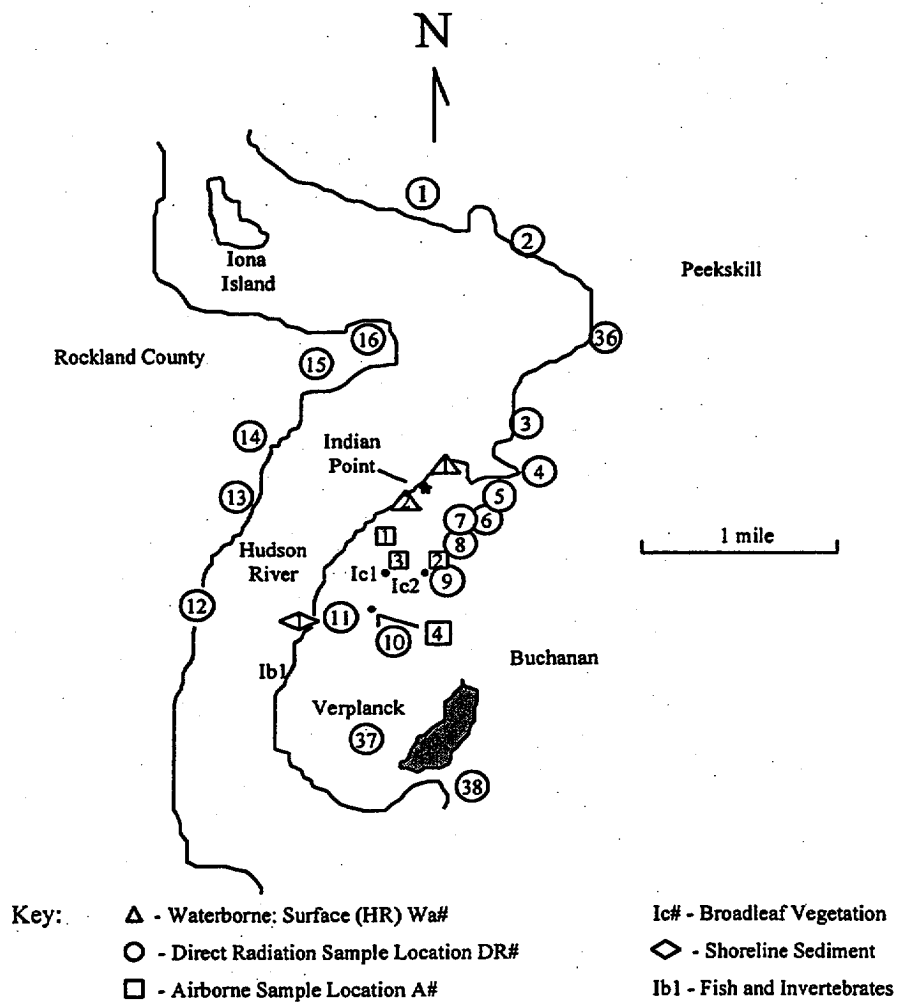 N
1
2
Iona
Island
Peekskill
16
36
Rockland County
15
3
14
Indian
Point
4
1
13
5
2
7
6
1
8
1 mile
Hudson
River
3
2
Ic1
Ic2
9
12
1
11
10
4
Buchanan
Ib1
Verplanck
37
38
Key:
△ - Waterborne: Surface (HR) Wa#
Ic# - Broadleaf Vegetation
○ - Direct Radiation Sample Location DR#
◇ - Shoreline Sediment
□ - Airborne Sample Location A#
Ib1 - Fish and Invertebrates